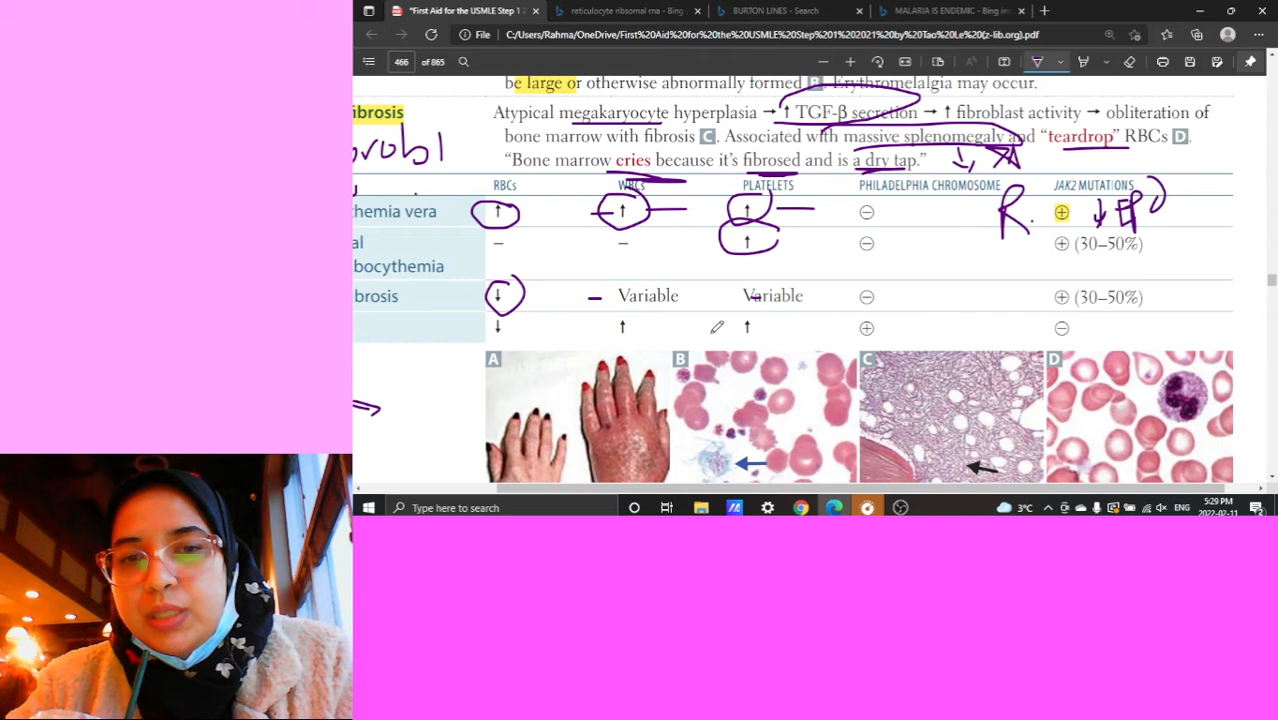 *First Aid for the USMLE Step 1 2
reticulocyte ribosomal rna - Bing
BURTON LINES - Search
MALARIA IS ENDEMIC - Bing im
File
C:/Users/Rahma/OneDrive/First%20Aid%20for%20the%20USMLE%20Step%201%202021%20by%20Tao%20Le%20(z-lib.org).pdf
466 of 865
be large or otherwise abnormally formed B. Erythromelalgia may occur.
fibrosis
Atypical megakaryocyte hyperplasia → ↑ TGF-β secretion → ↑ fibroblast activity → obliteration of
bone marrow with fibrosis C. Associated with massive splenomegaly and “teardrop” RBCs D.
“Bone marrow cries because it’s fibrosed and is a dry tap.”
robl
RBCs WBCs PLATELETS PHILADELPHIA CHROMOSOME JAK2 MUTATIONS
themia vera ↑ ↑ ↑ ⊖ R. ⊕ ↓ EPO
al – – ↑ ⊖ ⊕ (30–50%)
bocythemia
brosis ↓ Variable Variable ⊖ ⊕ (30–50%)
↓ ↑ ↑ ⊕ ⊖
A B C D
Type here to search
3°C
ENG
5:29 PM
2022-02-11